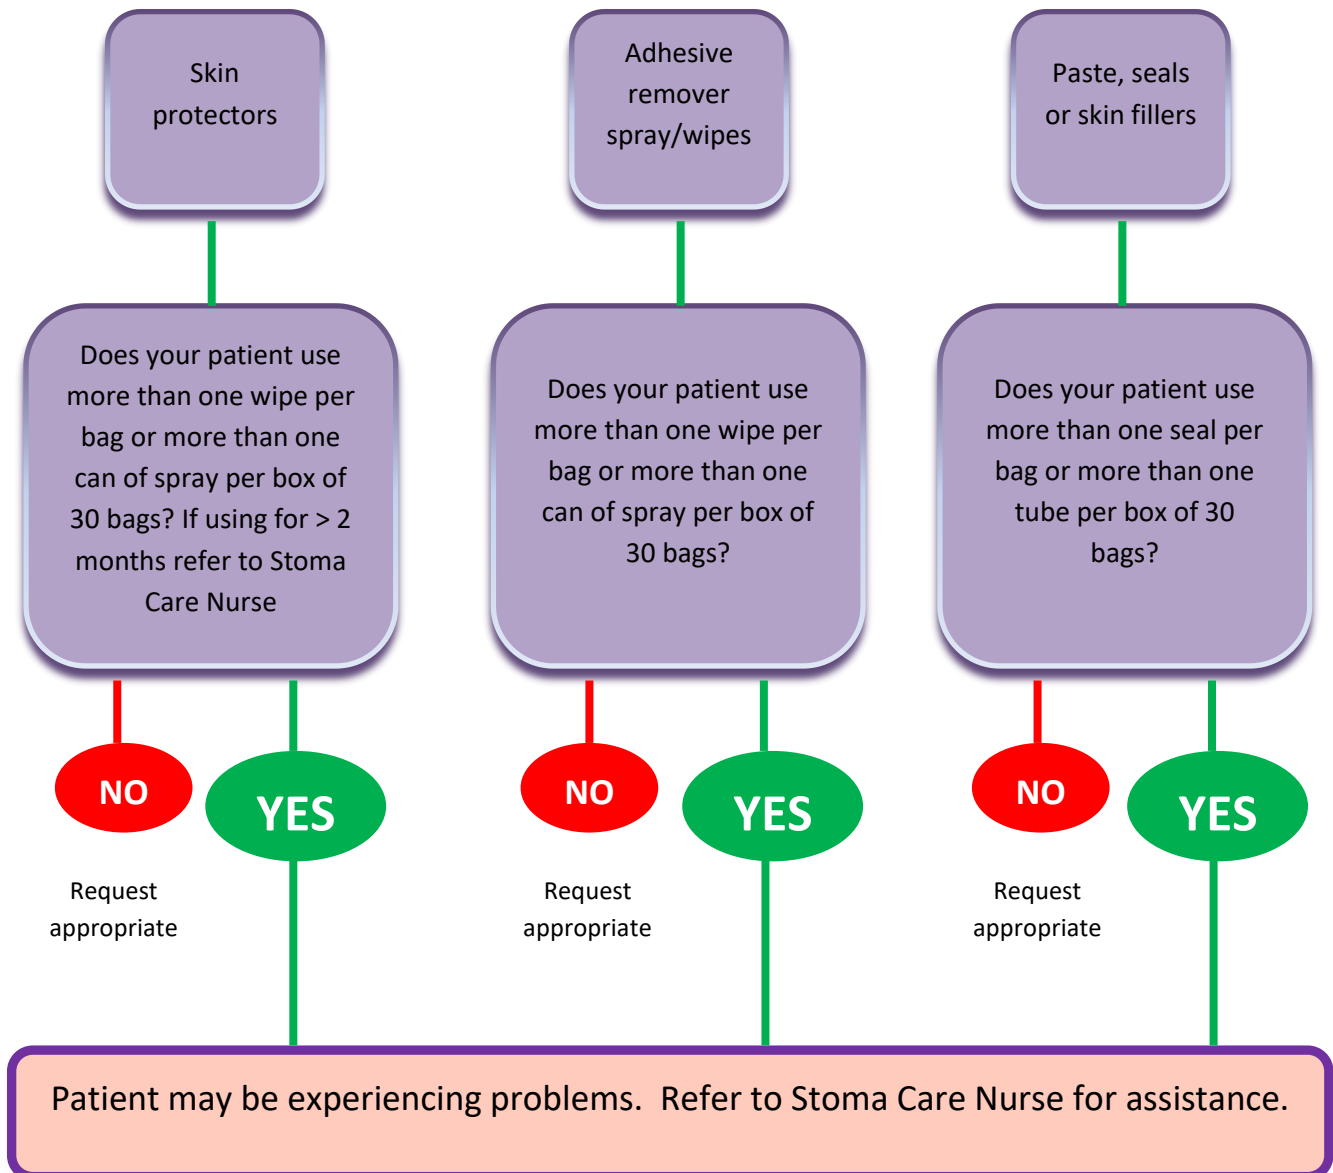 Skin
protectors
Adhesive
remover
spray/wipes
Paste, seals
or skin fillers
Does your patient use
more than one wipe per
bag or more than one
can of spray per box of
30 bags? If using for > 2
months refer to Stoma
Care Nurse
Does your patient use
more than one wipe per
bag or more than one
can of spray per box of
30 bags?
Does your patient use
more than one seal per
bag or more than one
tube per box of 30
bags?
NO
YES
NO
YES
NO
YES
Request
appropriate
Request
appropriate
Request
appropriate
Patient may be experiencing problems.  Refer to Stoma Care Nurse for assistance.